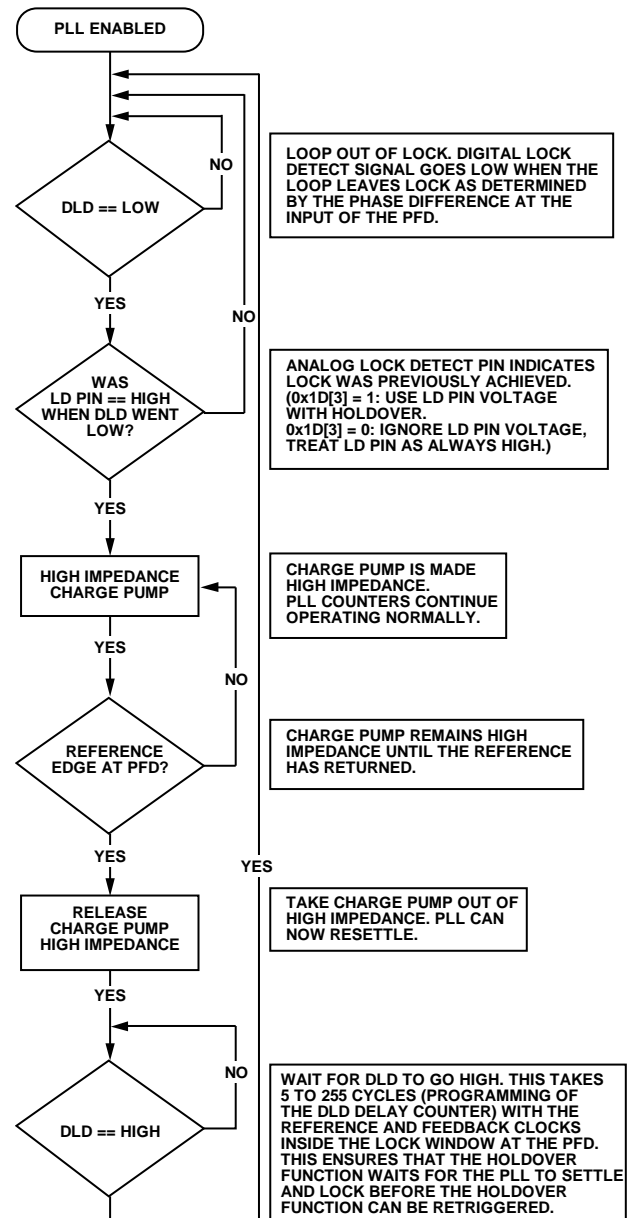 PLL ENABLED
NO
DLD == LOW
LOOP OUT OF LOCK. DIGITAL LOCK
DETECT SIGNAL GOES LOW WHEN THE
LOOP LEAVES LOCK AS DETERMINED
BY THE PHASE DIFFERENCE AT THE
INPUT OF THE PFD.
YES
NO
WAS
LD PIN == HIGH
WHEN DLD WENT
LOW?
ANALOG LOCK DETECT PIN INDICATES
LOCK WAS PREVIOUSLY ACHIEVED.
(0x1D[3] = 1: USE LD PIN VOLTAGE
WITH HOLDOVER.
0x1D[3] = 0: IGNORE LD PIN VOLTAGE,
TREAT LD PIN AS ALWAYS HIGH.)
YES
HIGH IMPEDANCE
CHARGE PUMP
CHARGE PUMP IS MADE
HIGH IMPEDANCE.
PLL COUNTERS CONTINUE
OPERATING NORMALLY.
YES
NO
REFERENCE
EDGE AT PFD?
CHARGE PUMP REMAINS HIGH
IMPEDANCE UNTIL THE REFERENCE
HAS RETURNED.
YES
YES
RELEASE
CHARGE PUMP
HIGH IMPEDANCE
TAKE CHARGE PUMP OUT OF
HIGH IMPEDANCE. PLL CAN
NOW RESETTLE.
YES
NO
DLD == HIGH
WAIT FOR DLD TO GO HIGH. THIS TAKES
5 TO 255 CYCLES (PROGRAMMING OF
THE DLD DELAY COUNTER) WITH THE
REFERENCE AND FEEDBACK CLOCKS
INSIDE THE LOCK WINDOW AT THE PFD.
THIS ENSURES THAT THE HOLDOVER
FUNCTION WAITS FOR THE PLL TO SETTLE
AND LOCK BEFORE THE HOLDOVER
FUNCTION CAN BE RETRIGGERED.